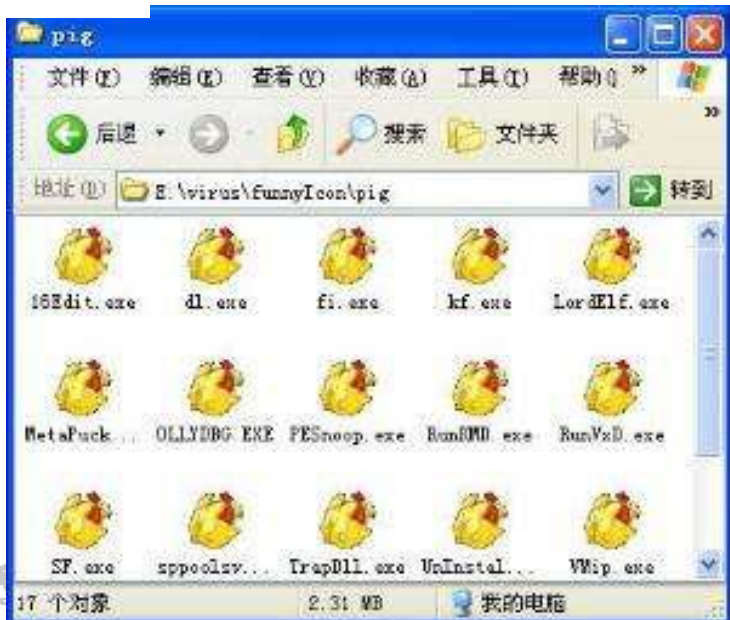 pig
文件(F) 编辑(E) 查看(V) 收藏(A) 工具(T) 帮助( »
后退 搜索 文件夹 »
地址(D) E:\virus\funnyIcon\pig 转到
16Edit.exe dl.exe fi.exe kf.exe LordElf.exe
MetaPuck... OLLYDBG.EXE PESnoop.exe RunRMD.exe RunVxD.exe
SF.exe sppoolsv... TrapDll.exe UnInstal... VMip.exe
17 个对象 2.31 MB 我的电脑